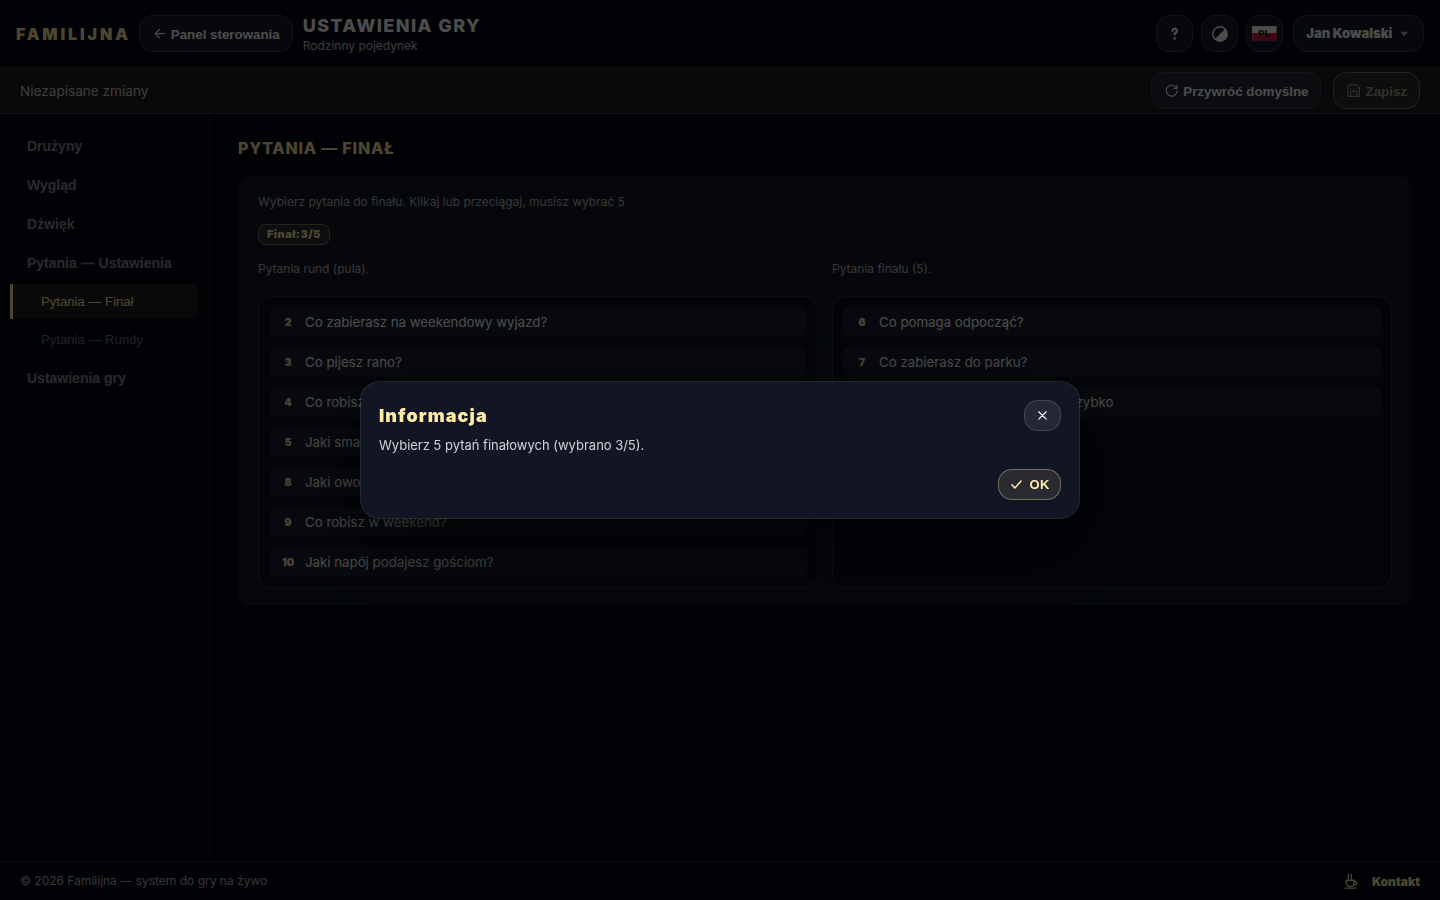 FAMILIJNA
Panel sterowania
USTAWIENIA GRY
Rodzinny pojedynek
?
PL
Jan Kowalski
Niezapisane zmiany
Przywróć domyślne
Zapisz
Drużyny
Wygląd
Dźwięk
Pytania — Ustawienia
Pytania — Finał
Pytania — Rundy
Ustawienia gry
PYTANIA — FINAŁ
Wybierz pytania do finału. Klikaj lub przeciągaj, musisz wybrać 5
Finał: 3/5
Pytania rund (pula).
2 Co zabierasz na weekendowy wyjazd?
3 Co pijesz rano?
4 Co robisz
5 Jaki
8 Jaki
9 Co robisz w weekend?
10 Jaki napój podajesz gościom?
Pytania finału (5).
6 Co pomaga odpocząć?
7 Co zabierasz do parku?
Informacja
Wybierz 5 pytań finałowych (wybrano 3/5).
OK
© 2026 Familijna — system do gry na żywo
Kontakt